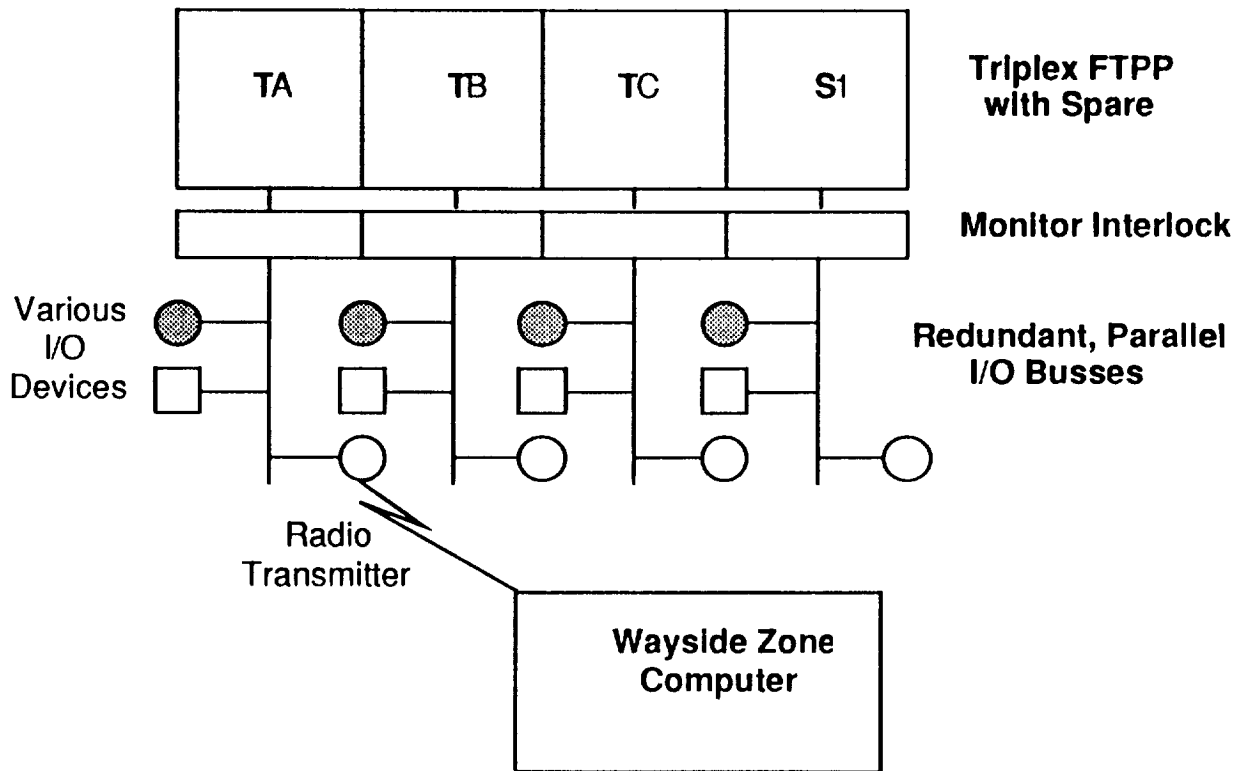 TA
TB
TC
S1
Triplex FTPP
with Spare
Monitor Interlock
Various
I/O
Devices
Redundant, Parallel
I/O Busses
Radio
Transmitter
Wayside Zone
Computer